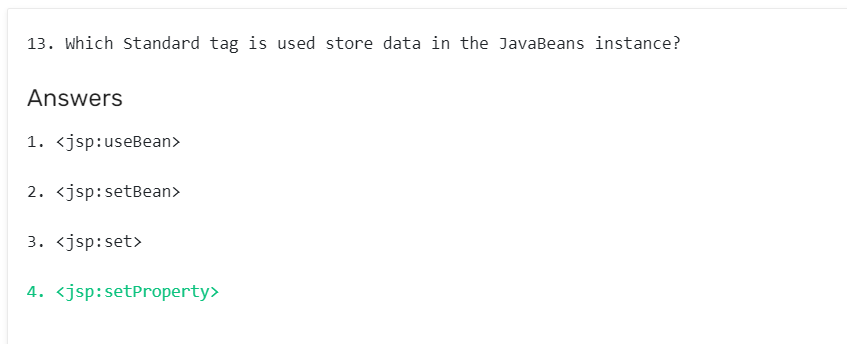 13. Which Standard tag is used store data in the JavaBeans instance?
Answers
1. <jsp:useBean>
2. <jsp:setBean>
3. <jsp:set>
4. <jsp:setProperty>